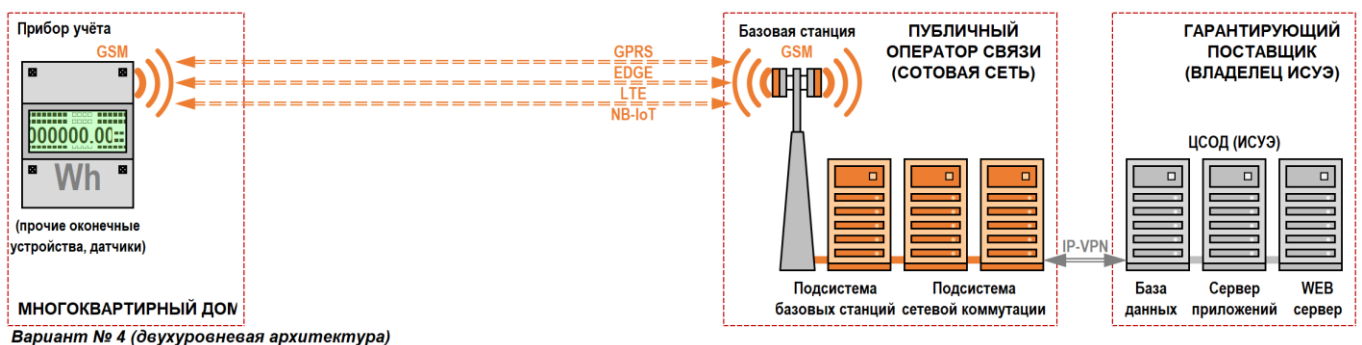 Прибор учёта
GSM
000000.00
Wh
(прочие оконечные
устройства, датчики)
МНОГОКВАРТИРНЫЙ ДОМ
GPRS
EDGE
LTE
NB-IoT
Базовая станция
GSM
ПУБЛИЧНЫЙ
ОПЕРАТОР СВЯЗИ
(СОТОВАЯ СЕТЬ)
Подсистема
базовых станций
Подсистема
сетевой коммутации
IP-VPN
ГАРАНТИРУЮЩИЙ
ПОСТАВЩИК
(ВЛАДЕЛЕЦ ИСУЭ)
ЦСОД (ИСУЭ)
База
данных
Сервер
приложений
WEB
сервер
Вариант № 4 (двухуровневая архитектура)